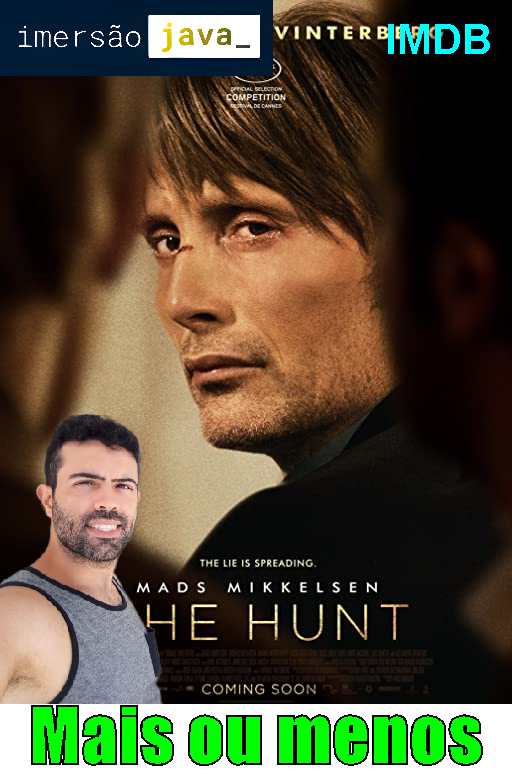 imersão java_
VINTERBERG
IMDB
OFFICIAL SELECTION
COMPETITION
FESTIVAL DE CANNES
THE LIE IS SPREADING.
MADS MIKKELSEN
HE HUNT
COMING SOON
Mais ou menos